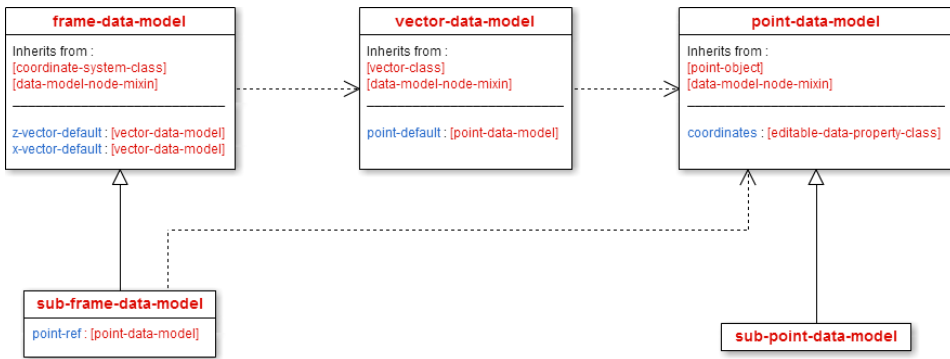 frame-data-model
Inherits from :
[coordinate-system-class]
[data-model-node-mixin]
z-vector-default : [vector-data-model]
x-vector-default : [vector-data-model]
vector-data-model
Inherits from :
[vector-class]
[data-model-node-mixin]
point-default : [point-data-model]
point-data-model
Inherits from :
[point-object]
[data-model-node-mixin]
coordinates : [editable-data-property-class]
sub-frame-data-model
point-ref : [point-data-model]
sub-point-data-model